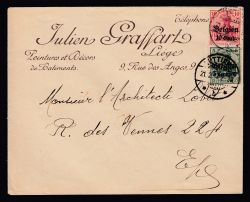 Téléphone
Julien Graffart
Liège
Peintures et Décors
de Bâtiments.
9, Rue des Anges, 9
Belgien
Monsieur l'Architecte
R. des Vennes 224